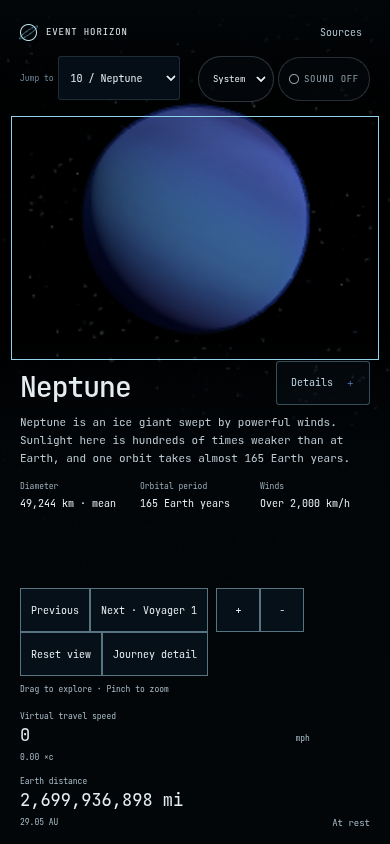 EVENT HORIZON
Sources
Jump to
10 / Neptune
System
SOUND OFF
Neptune
Details +
Neptune is an ice giant swept by powerful winds.
Sunlight here is hundreds of times weaker than at
Earth, and one orbit takes almost 165 Earth years.
Diameter
49,244 km · mean
Orbital period
165 Earth years
Winds
Over 2,000 km/h
Previous
Next · Voyager 1
+
-
Reset view
Journey detail
Drag to explore · Pinch to zoom
Virtual travel speed
0
mph
0.00 ×c
Earth distance
2,699,936,898 mi
29.05 AU
At rest